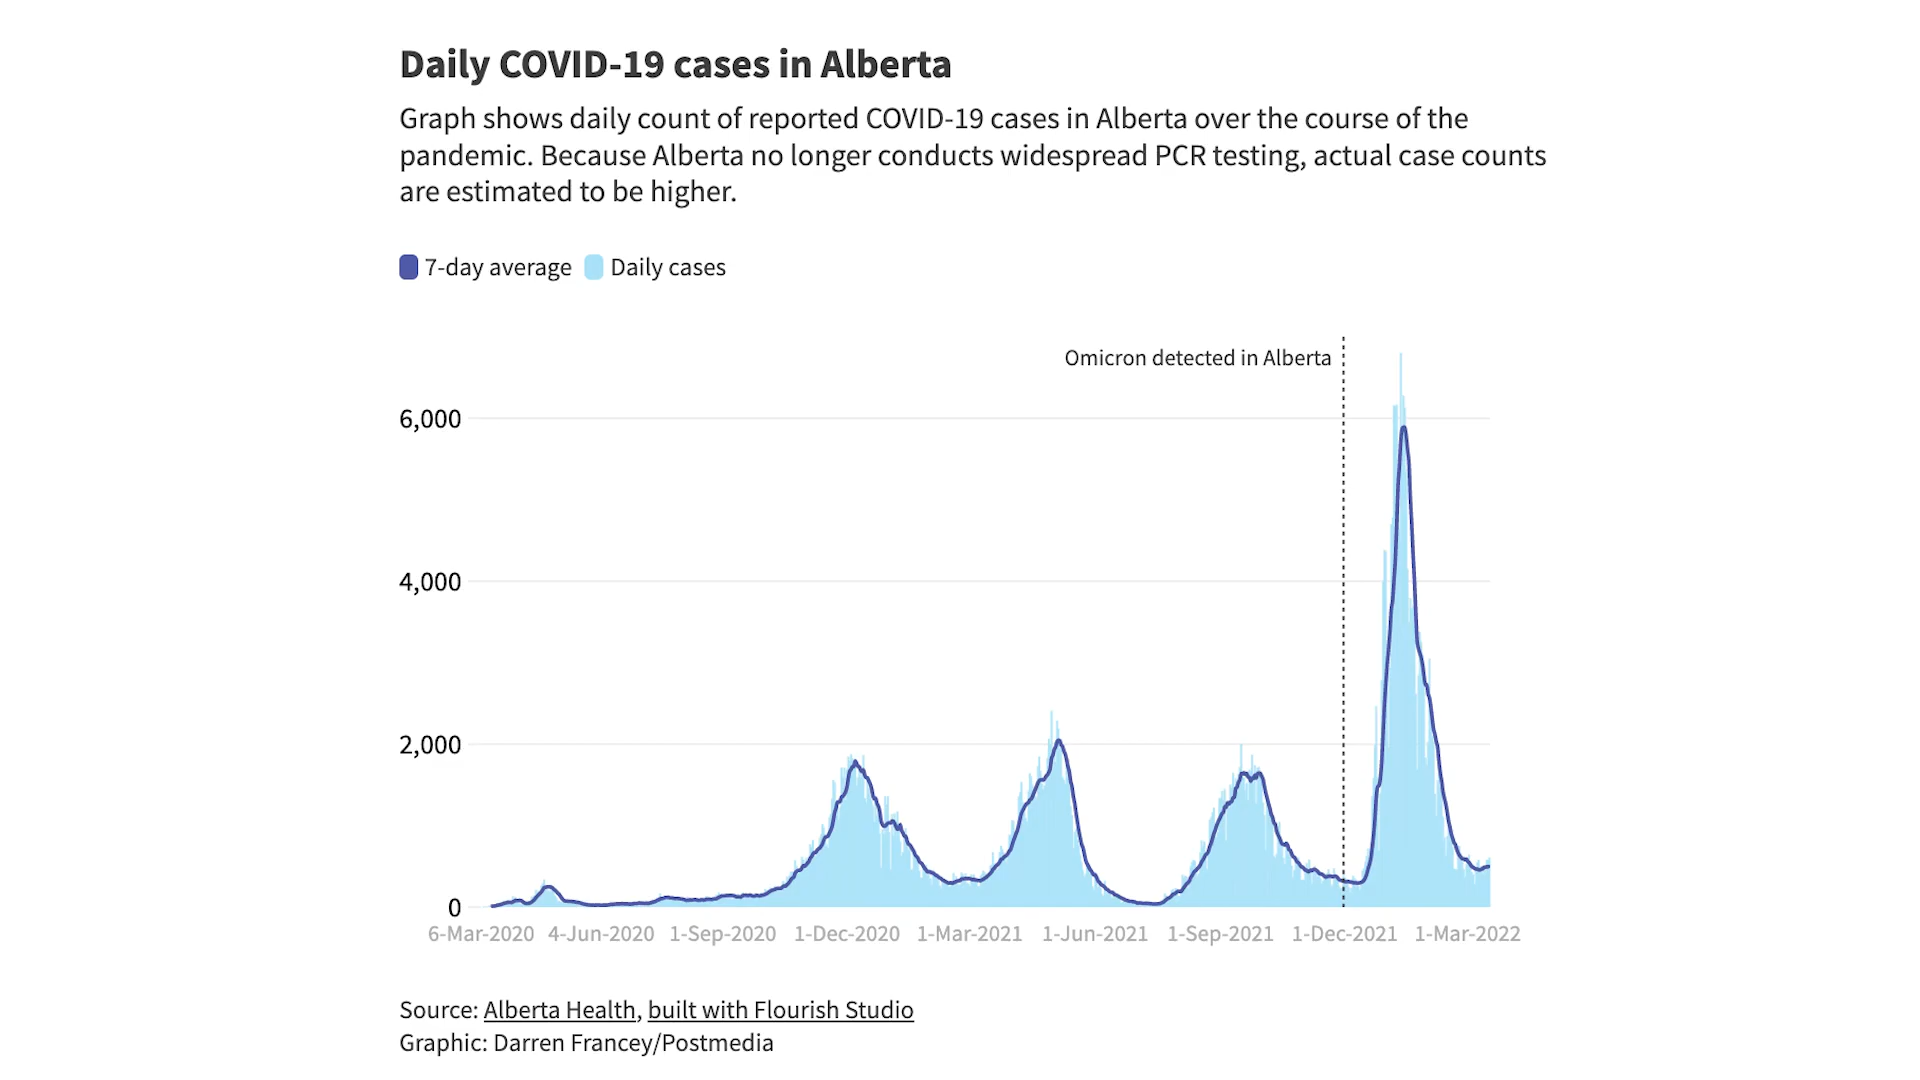 Daily COVID-19 cases in Alberta
Graph shows daily count of reported COVID-19 cases in Alberta over the course of the
pandemic. Because Alberta no longer conducts widespread PCR testing, actual case counts
are estimated to be higher.
7-day average Daily cases
Omicron detected in Alberta
6,000
4,000
2,000
0
6-Mar-2020 4-Jun-2020 1-Sep-2020 1-Dec-2020 1-Mar-2021 1-Jun-2021 1-Sep-2021 1-Dec-2021 1-Mar-2022
Source: Alberta Health, built with Flourish Studio
Graphic: Darren Francey/Postmedia